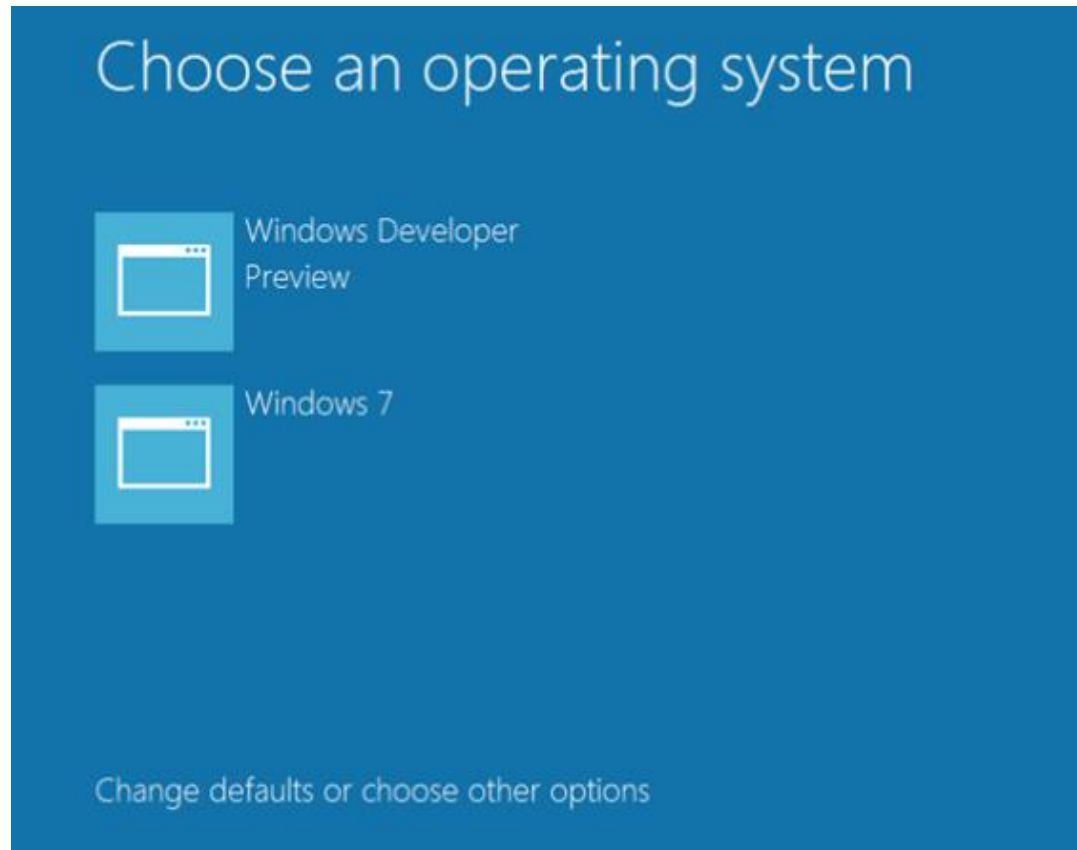 Choose an operating system
Windows Developer
Preview
Windows 7
Change defaults or choose other options